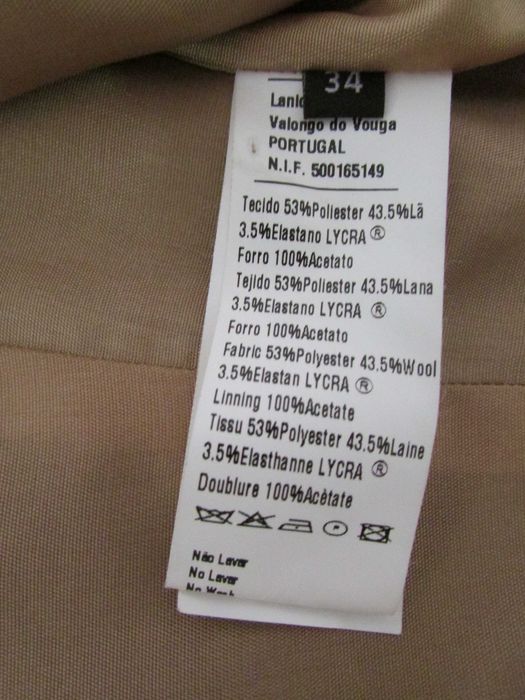 34
Valongo do Vouga
PORTUGAL
N.I.F. 500165149
Tecido 53%Poliester 43.5%Lã
3.5%Elastano LYCRA ®
Forro 100%Acetato
Tejido 53%Poliester 43.5%Lana
3.5%Elastano LYCRA ®
Forro 100%Acetato
Fabric 53%Polyester 43.5%Wool
3.5%Elastan LYCRA ®
Linning 100%Acetate
Tissu 53%Polyester 43.5%Laine
3.5%Elasthanne LYCRA ®
Doublure 100%Acètate
Não Lavar
No Lavar
No Wash